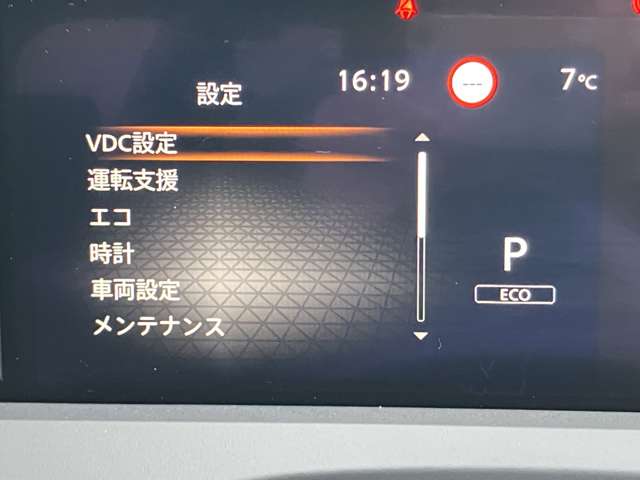 設定
16:19
---
7℃
VDC設定
運転支援
エコ
時計
車両設定
メンテナンス
P
ECO